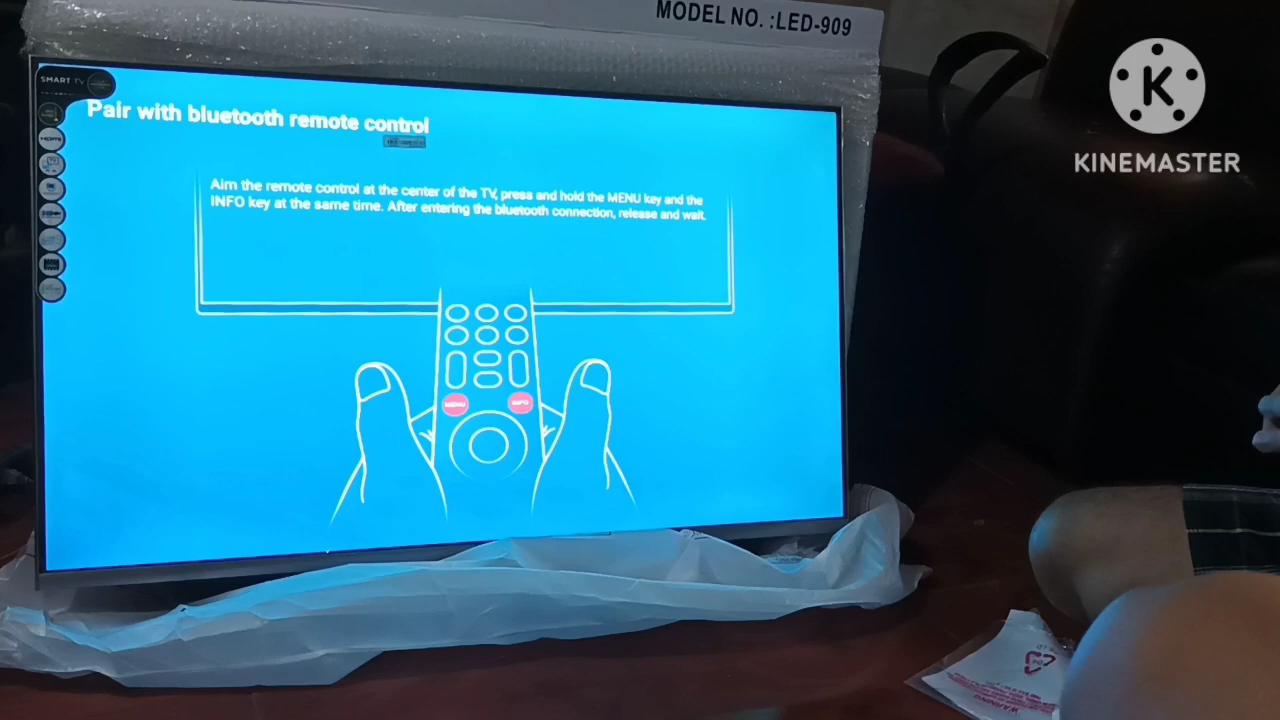 MODEL NO. :LED-909
KINEMASTER
SMART TV
Pair with bluetooth remote control
Aim the remote control at the center of the TV, press and hold the MENU key and the
INFO key at the same time. After entering the bluetooth connection, release and wait.
HDMI
MENU
INFO
WARNING